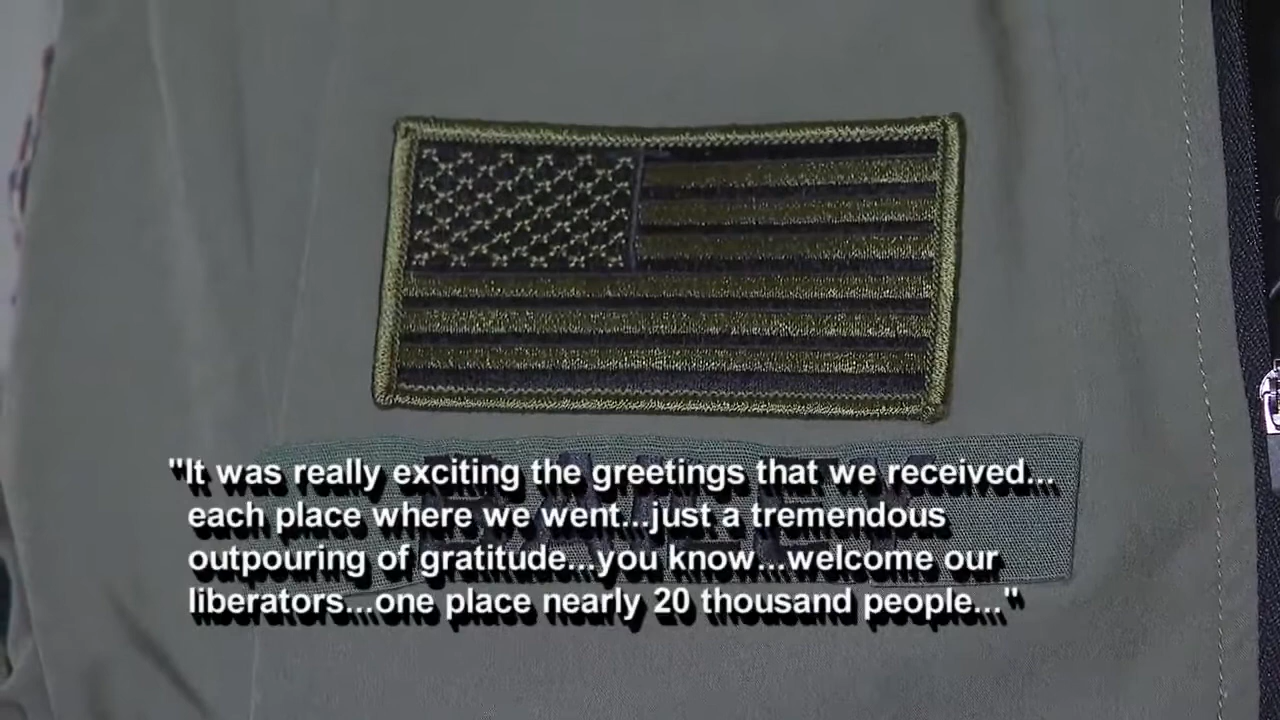 "It was really exciting the greetings that we received...
each place where we went...just a tremendous
outpouring of gratitude...you know...welcome our
liberators...one place nearly 20 thousand people..."